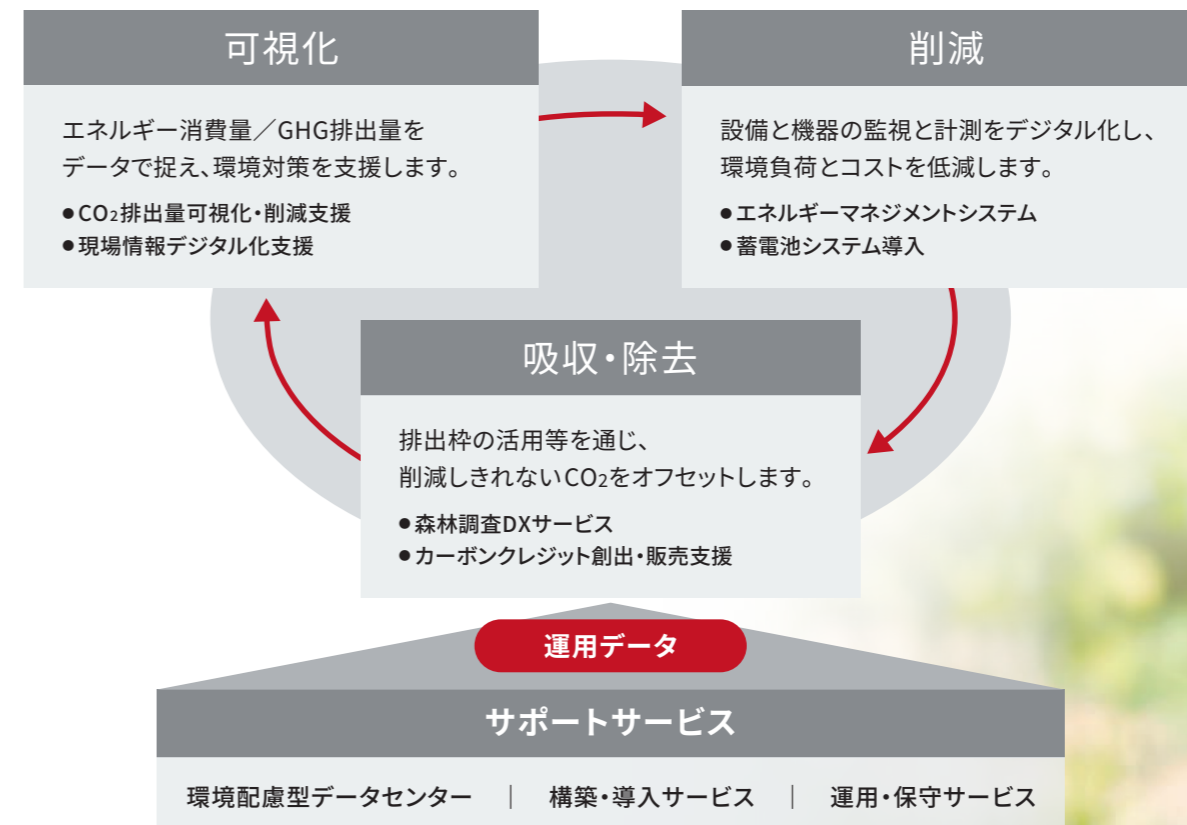 可視化
エネルギー消費量／GHG排出量を
データで捉え、環境対策を支援します。
●CO₂排出量可視化・削減支援
●現場情報デジタル化支援
削減
設備と機器の監視と計測をデジタル化し、
環境負荷とコストを低減します。
●エネルギーマネジメントシステム
●蓄電池システム導入
吸収・除去
排出枠の活用等を通じ、
削減しきれないCO₂をオフセットします。
●森林調査DXサービス
●カーボンクレジット創出・販売支援
運用データ
サポートサービス
環境配慮型データセンター ｜ 構築・導入サービス ｜ 運用・保守サービス